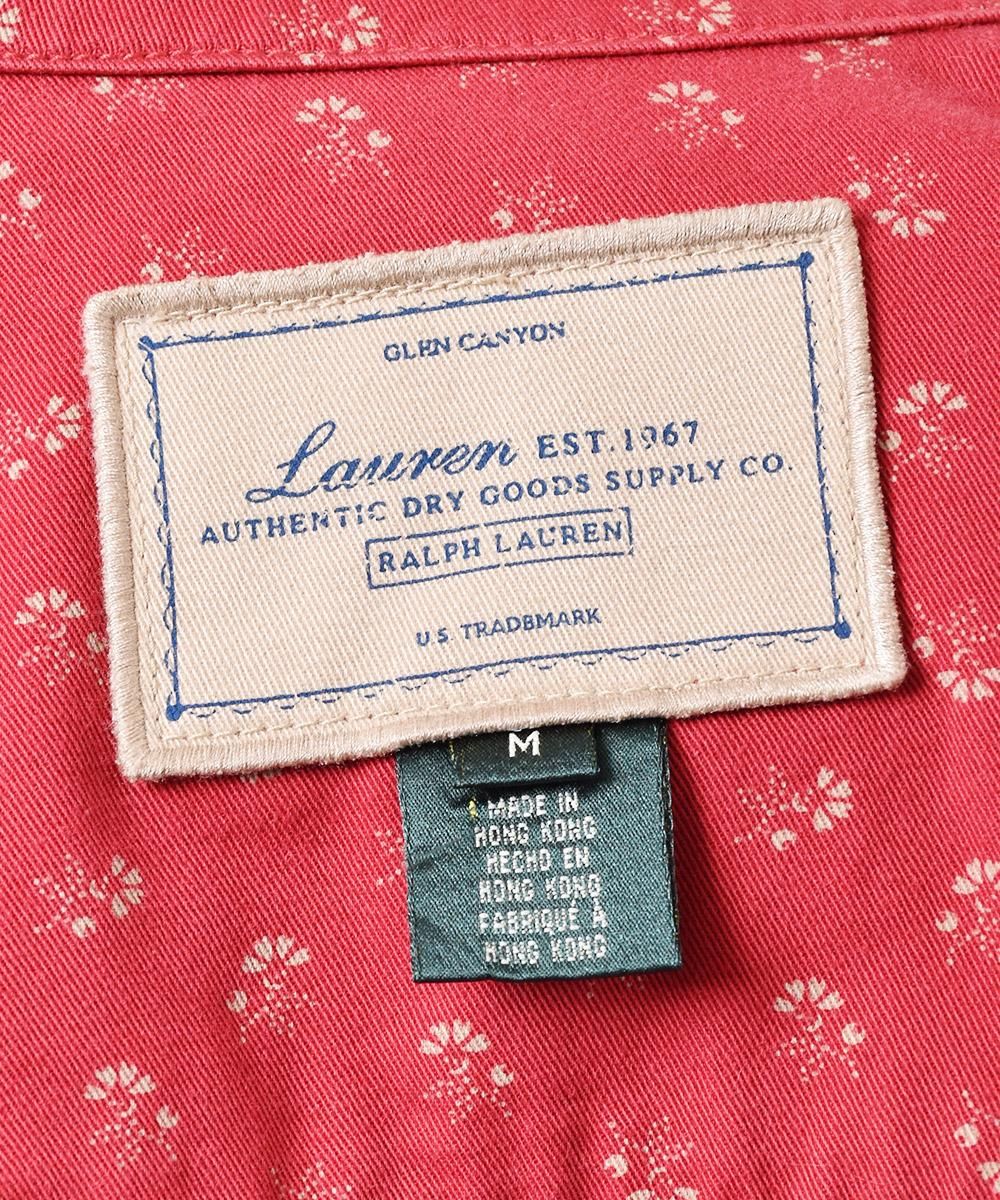 GLEN CANYON
Lauren EST. 1967
AUTHENTIC DRY GOODS SUPPLY CO.
RALPH LAUREN
U.S. TRADEMARK
M
MADE IN
HONG KONG
HECHO EN
HONG KONG
FABRIQUÉ À
HONG KONG